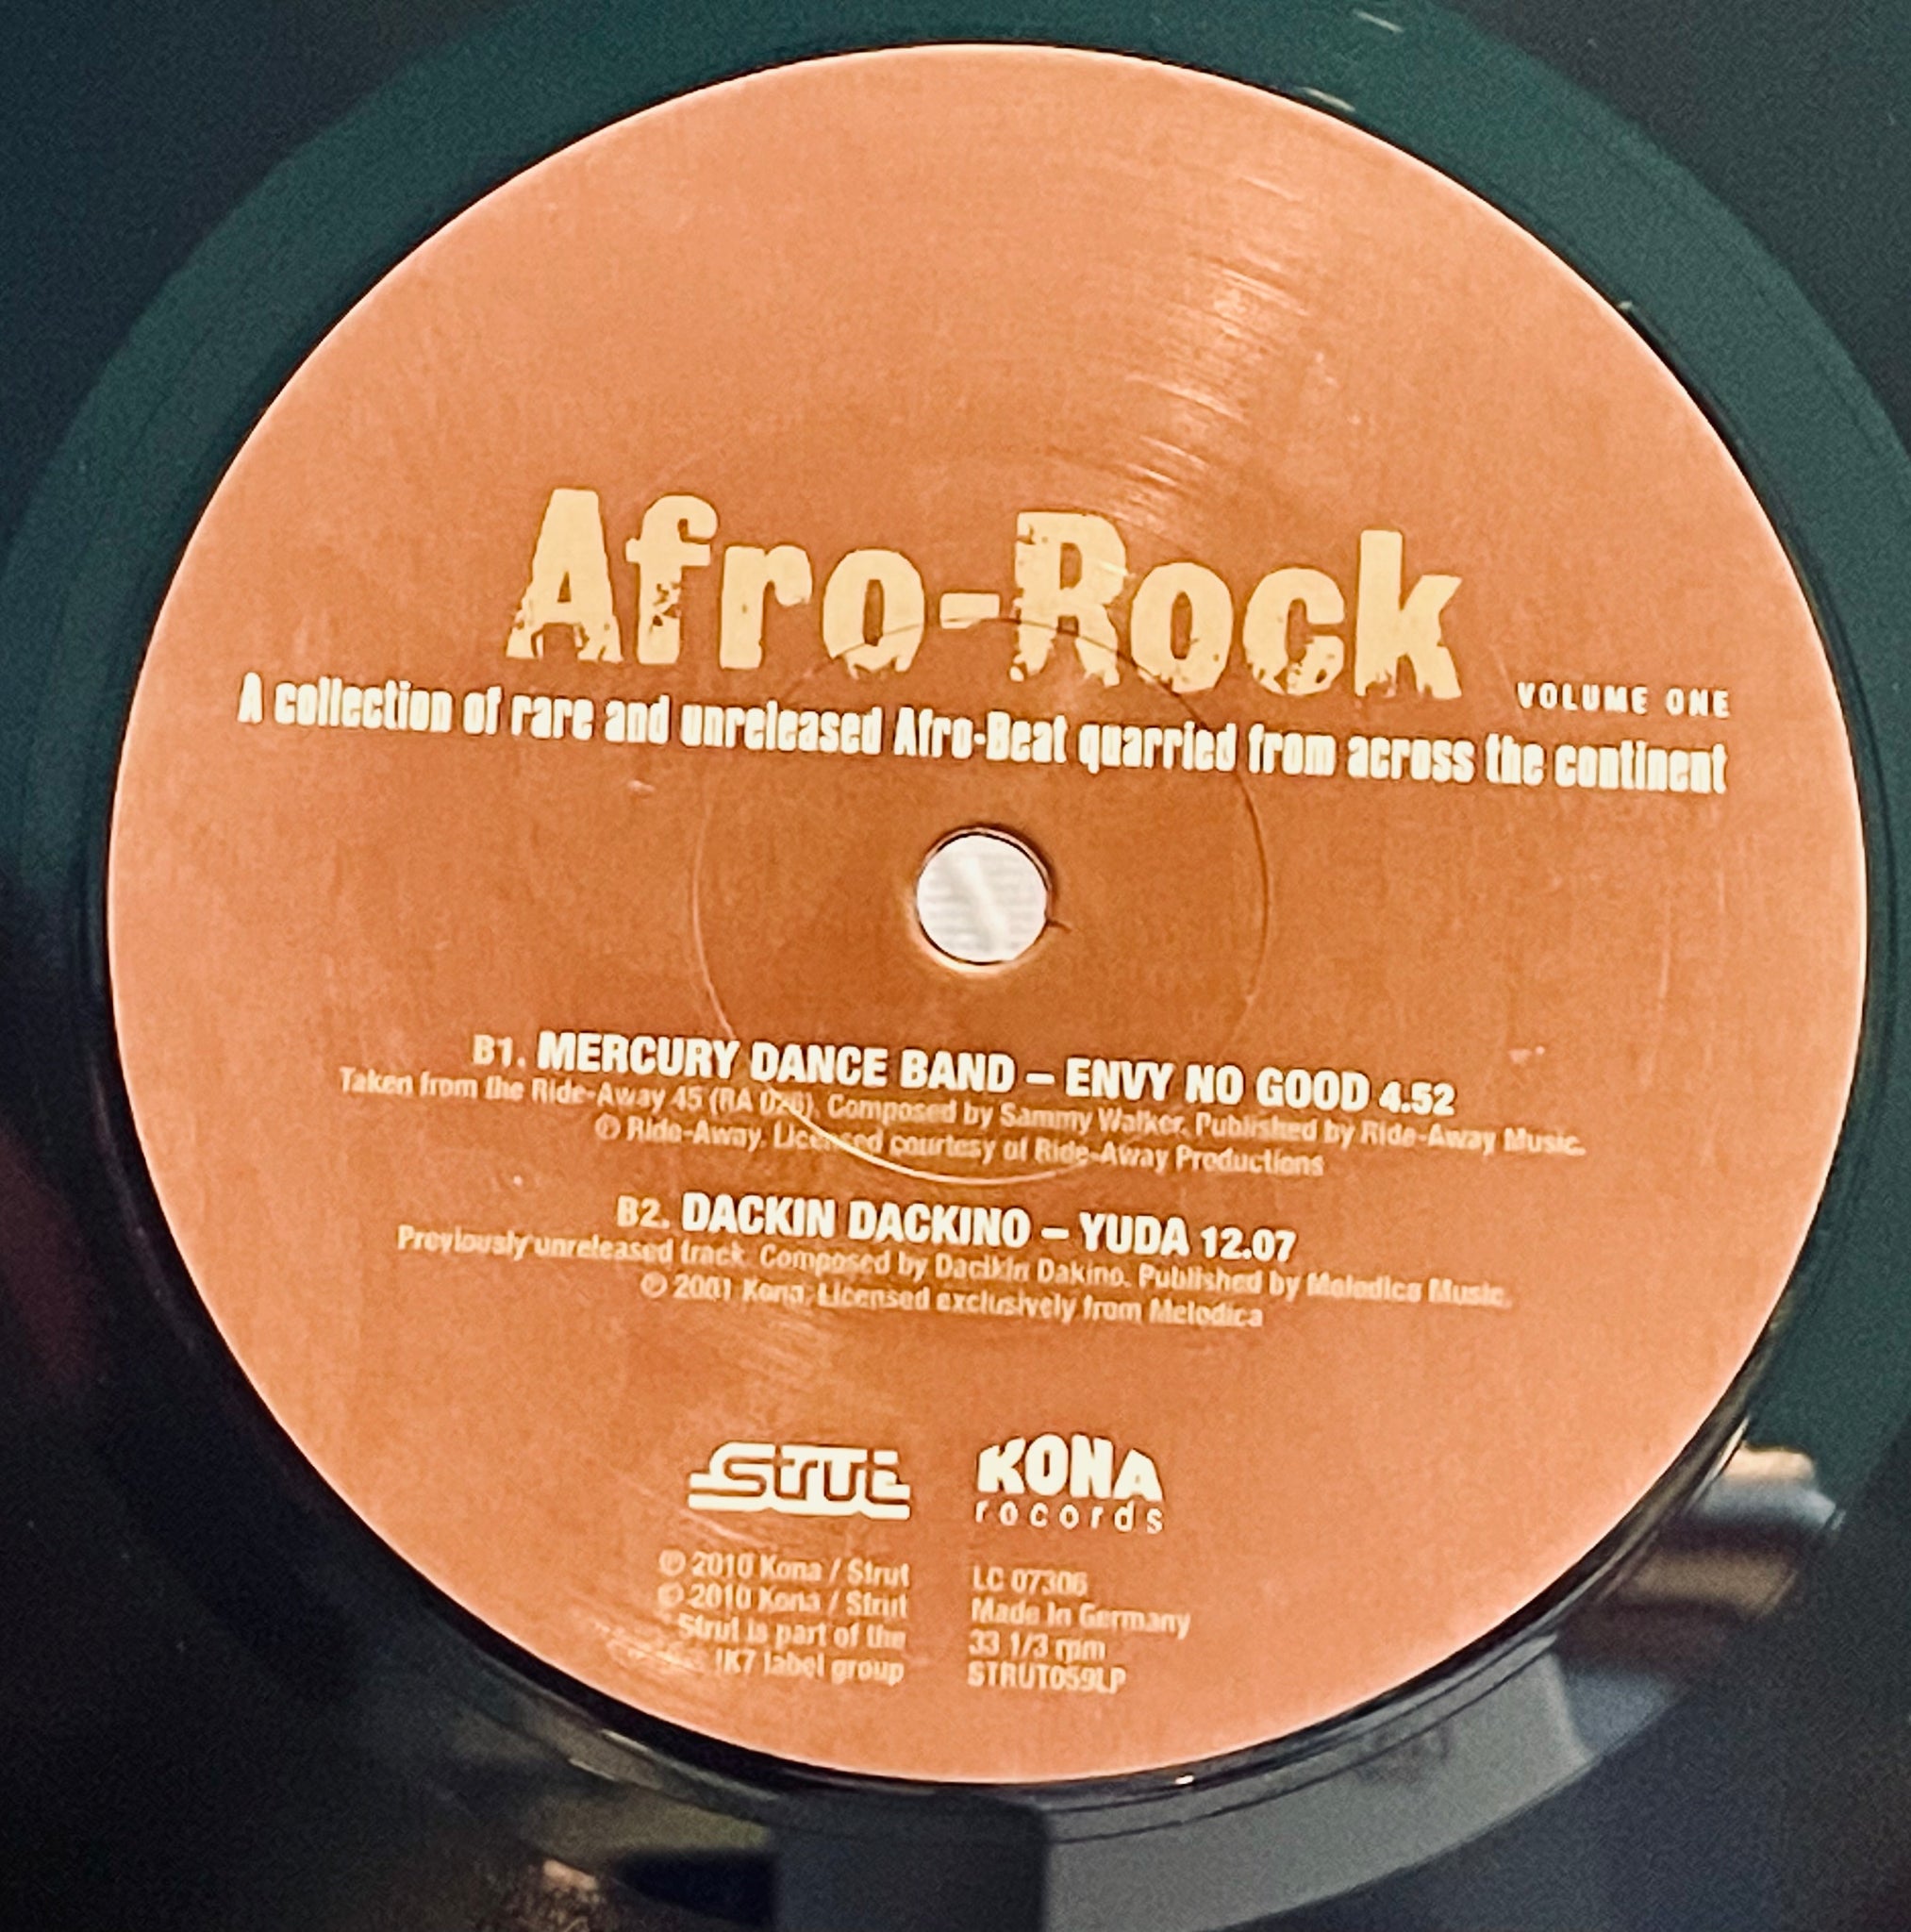 Afro-Rock
VOLUME ONE
A collection of rare and unreleased Afro-Beat quarried from across the continent
B1. MERCURY DANCE BAND – ENVY NO GOOD 4.52
Taken from the Ride-Away 45 (RA 026). Composed by Sammy Walker. Published by Ride-Away Music.
℗ Ride-Away. Licensed courtesy of Ride-Away Productions
B2. DACKIN DACKINO – YUDA 12.07
Previously unreleased track. Composed by Dackin Dakino. Published by Melodica Music.
℗ 2001 Kona. Licensed exclusively from Melodica
Strut
KONA
records
℗ 2010 Kona / Strut
© 2010 Kona / Strut
Strut is part of the
!K7 label group
LC 07306
Made In Germany
33 1/3 rpm
STRUT059LP